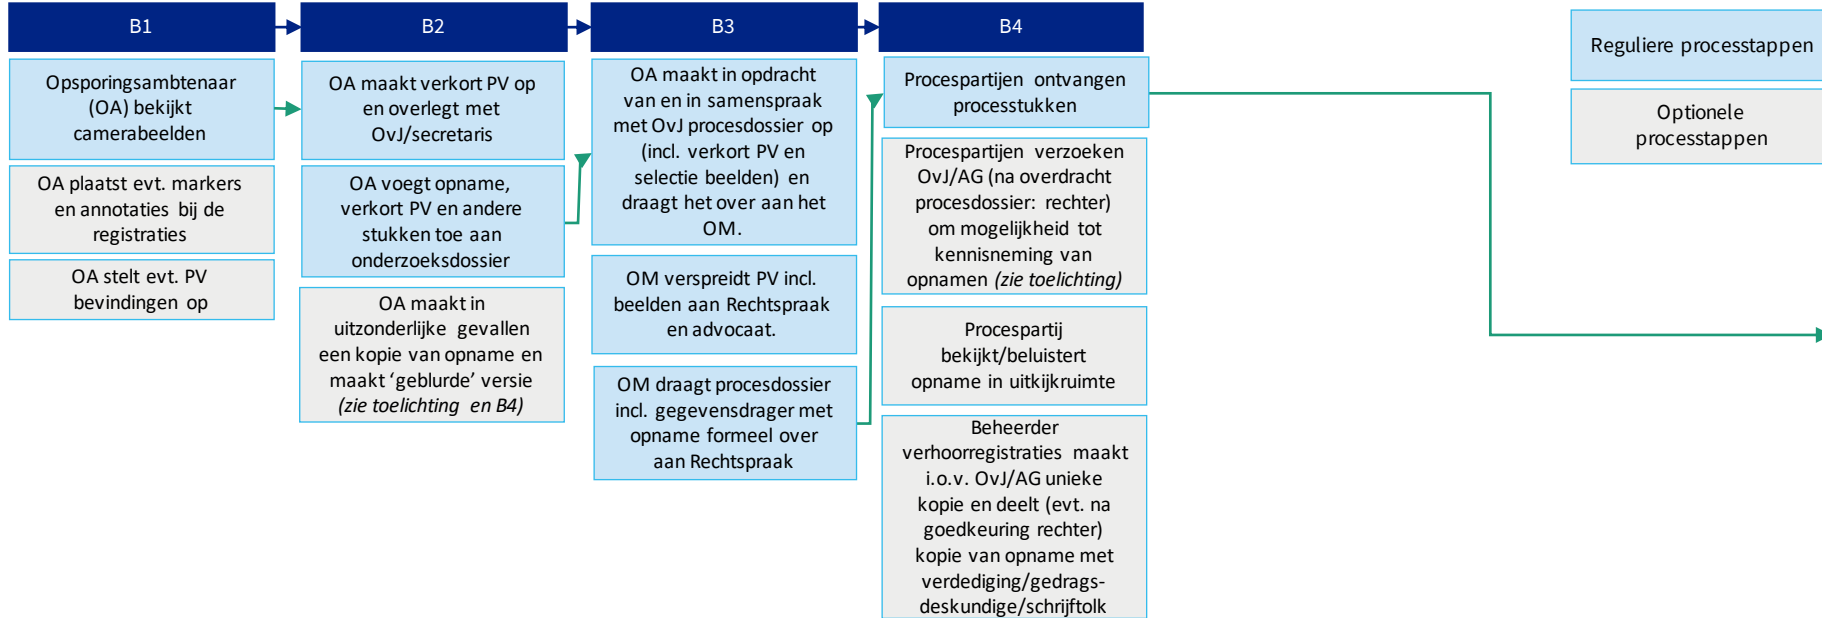 B1
Opsporingsambtenaar
(OA) bekijkt
camerabeelden
OA plaatst evt. markers
en annotaties bij de
registraties
OA stelt evt. PV
bevindingen op
B2
OA maakt verkort PV op
en overlegt met
OvJ/secretaris
OA voegt opname,
verkort PV en andere
stukken toe aan
onderzoeksdossier
OA maakt in
uitzonderlijke gevallen
een kopie van opname en
maakt ‘geblurde’ versie
(zie toelichting en B4)
B3
OA maakt in opdracht
van en in samenspraak
met OvJ procesdossier op
(incl. verkort PV en
selectie beelden) en
draagt het over aan het
OM.
OM verspreidt PV incl.
beelden aan Rechtspraak
en advocaat.
OM draagt procesdossier
incl. gegevensdrager met
opname formeel over
aan Rechtspraak
B4
Procespartijen ontvangen
processtukken
Procespartijen verzoeken
OvJ/AG (na overdracht
procesdossier: rechter)
om mogelijkheid tot
kennisneming van
opnamen (zie toelichting)
Procespartij
bekijkt/beluistert
opname in uitkijkruimte
Beheerder
verhoorregistraties maakt
i.o.v. OvJ/AG unieke
kopie en deelt (evt. na
goedkeuring rechter)
kopie van opname met
verdediging/gedrags-
deskundige/schrijftolk
Reguliere processtappen
Optionele
processtappen